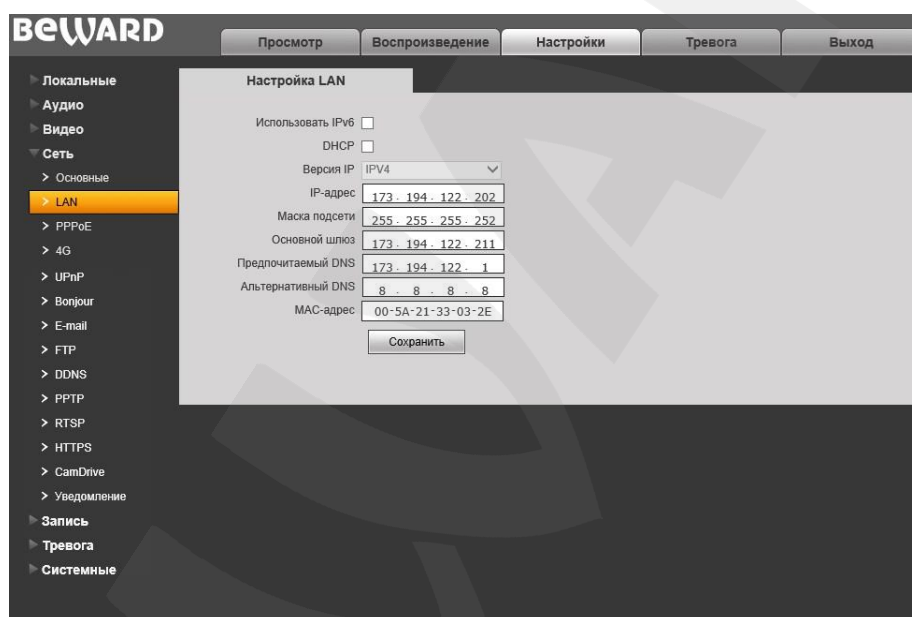 BEWARD
Просмотр
Воспроизведение
Настройки
Тревога
Выход
Локальные
Аудио
Видео
Сеть
Основные
LAN
PPPoE
4G
UPnP
Bonjour
E-mail
FTP
DDNS
PPTP
RTSP
HTTPS
CamDrive
Уведомление
Запись
Тревога
Системные
Настройка LAN
Использовать IPv6
DHCP
Версия IP IPV4
IP-адрес 173 . 194 . 122 . 202
Маска подсети 255 . 255 . 255 . 252
Основной шлюз 173 . 194 . 122 . 211
Предпочитаемый DNS 173 . 194 . 122 . 1
Альтернативный DNS 8 . 8 . 8 . 8
MAC-адрес 00-5A-21-33-03-2E
Сохранить